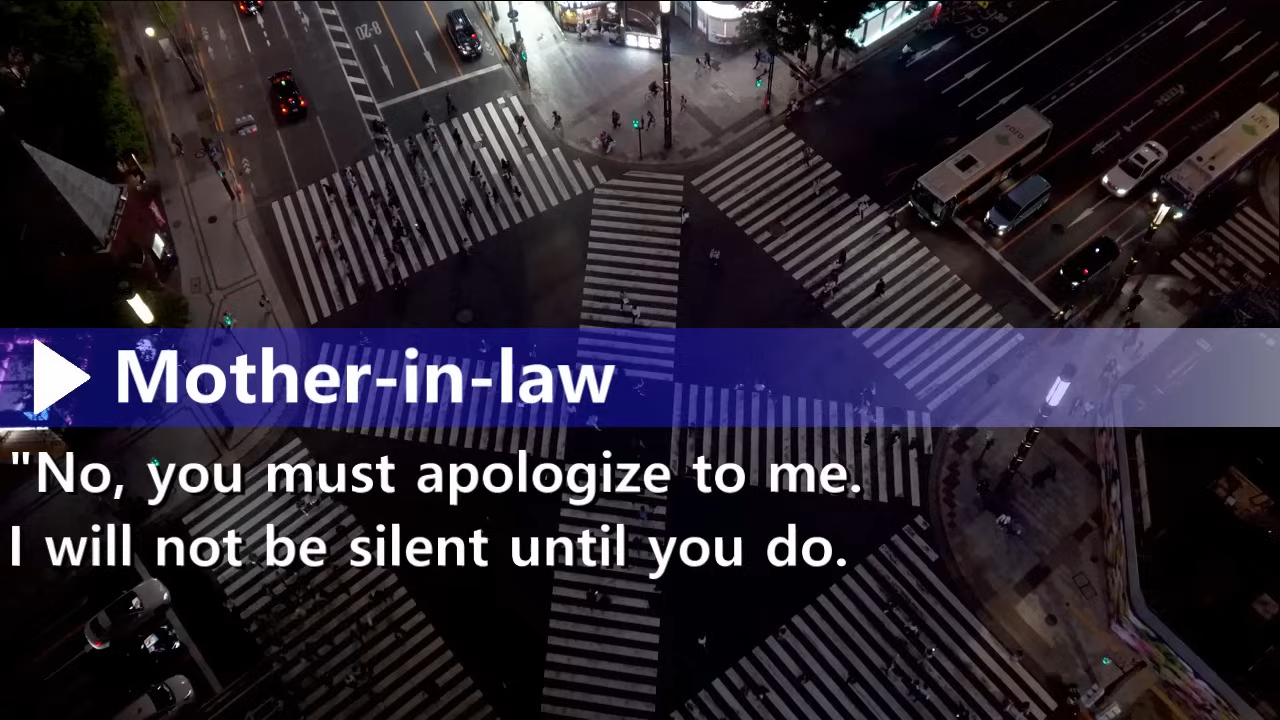 Mother-in-law
"No, you must apologize to me.
I will not be silent until you do.